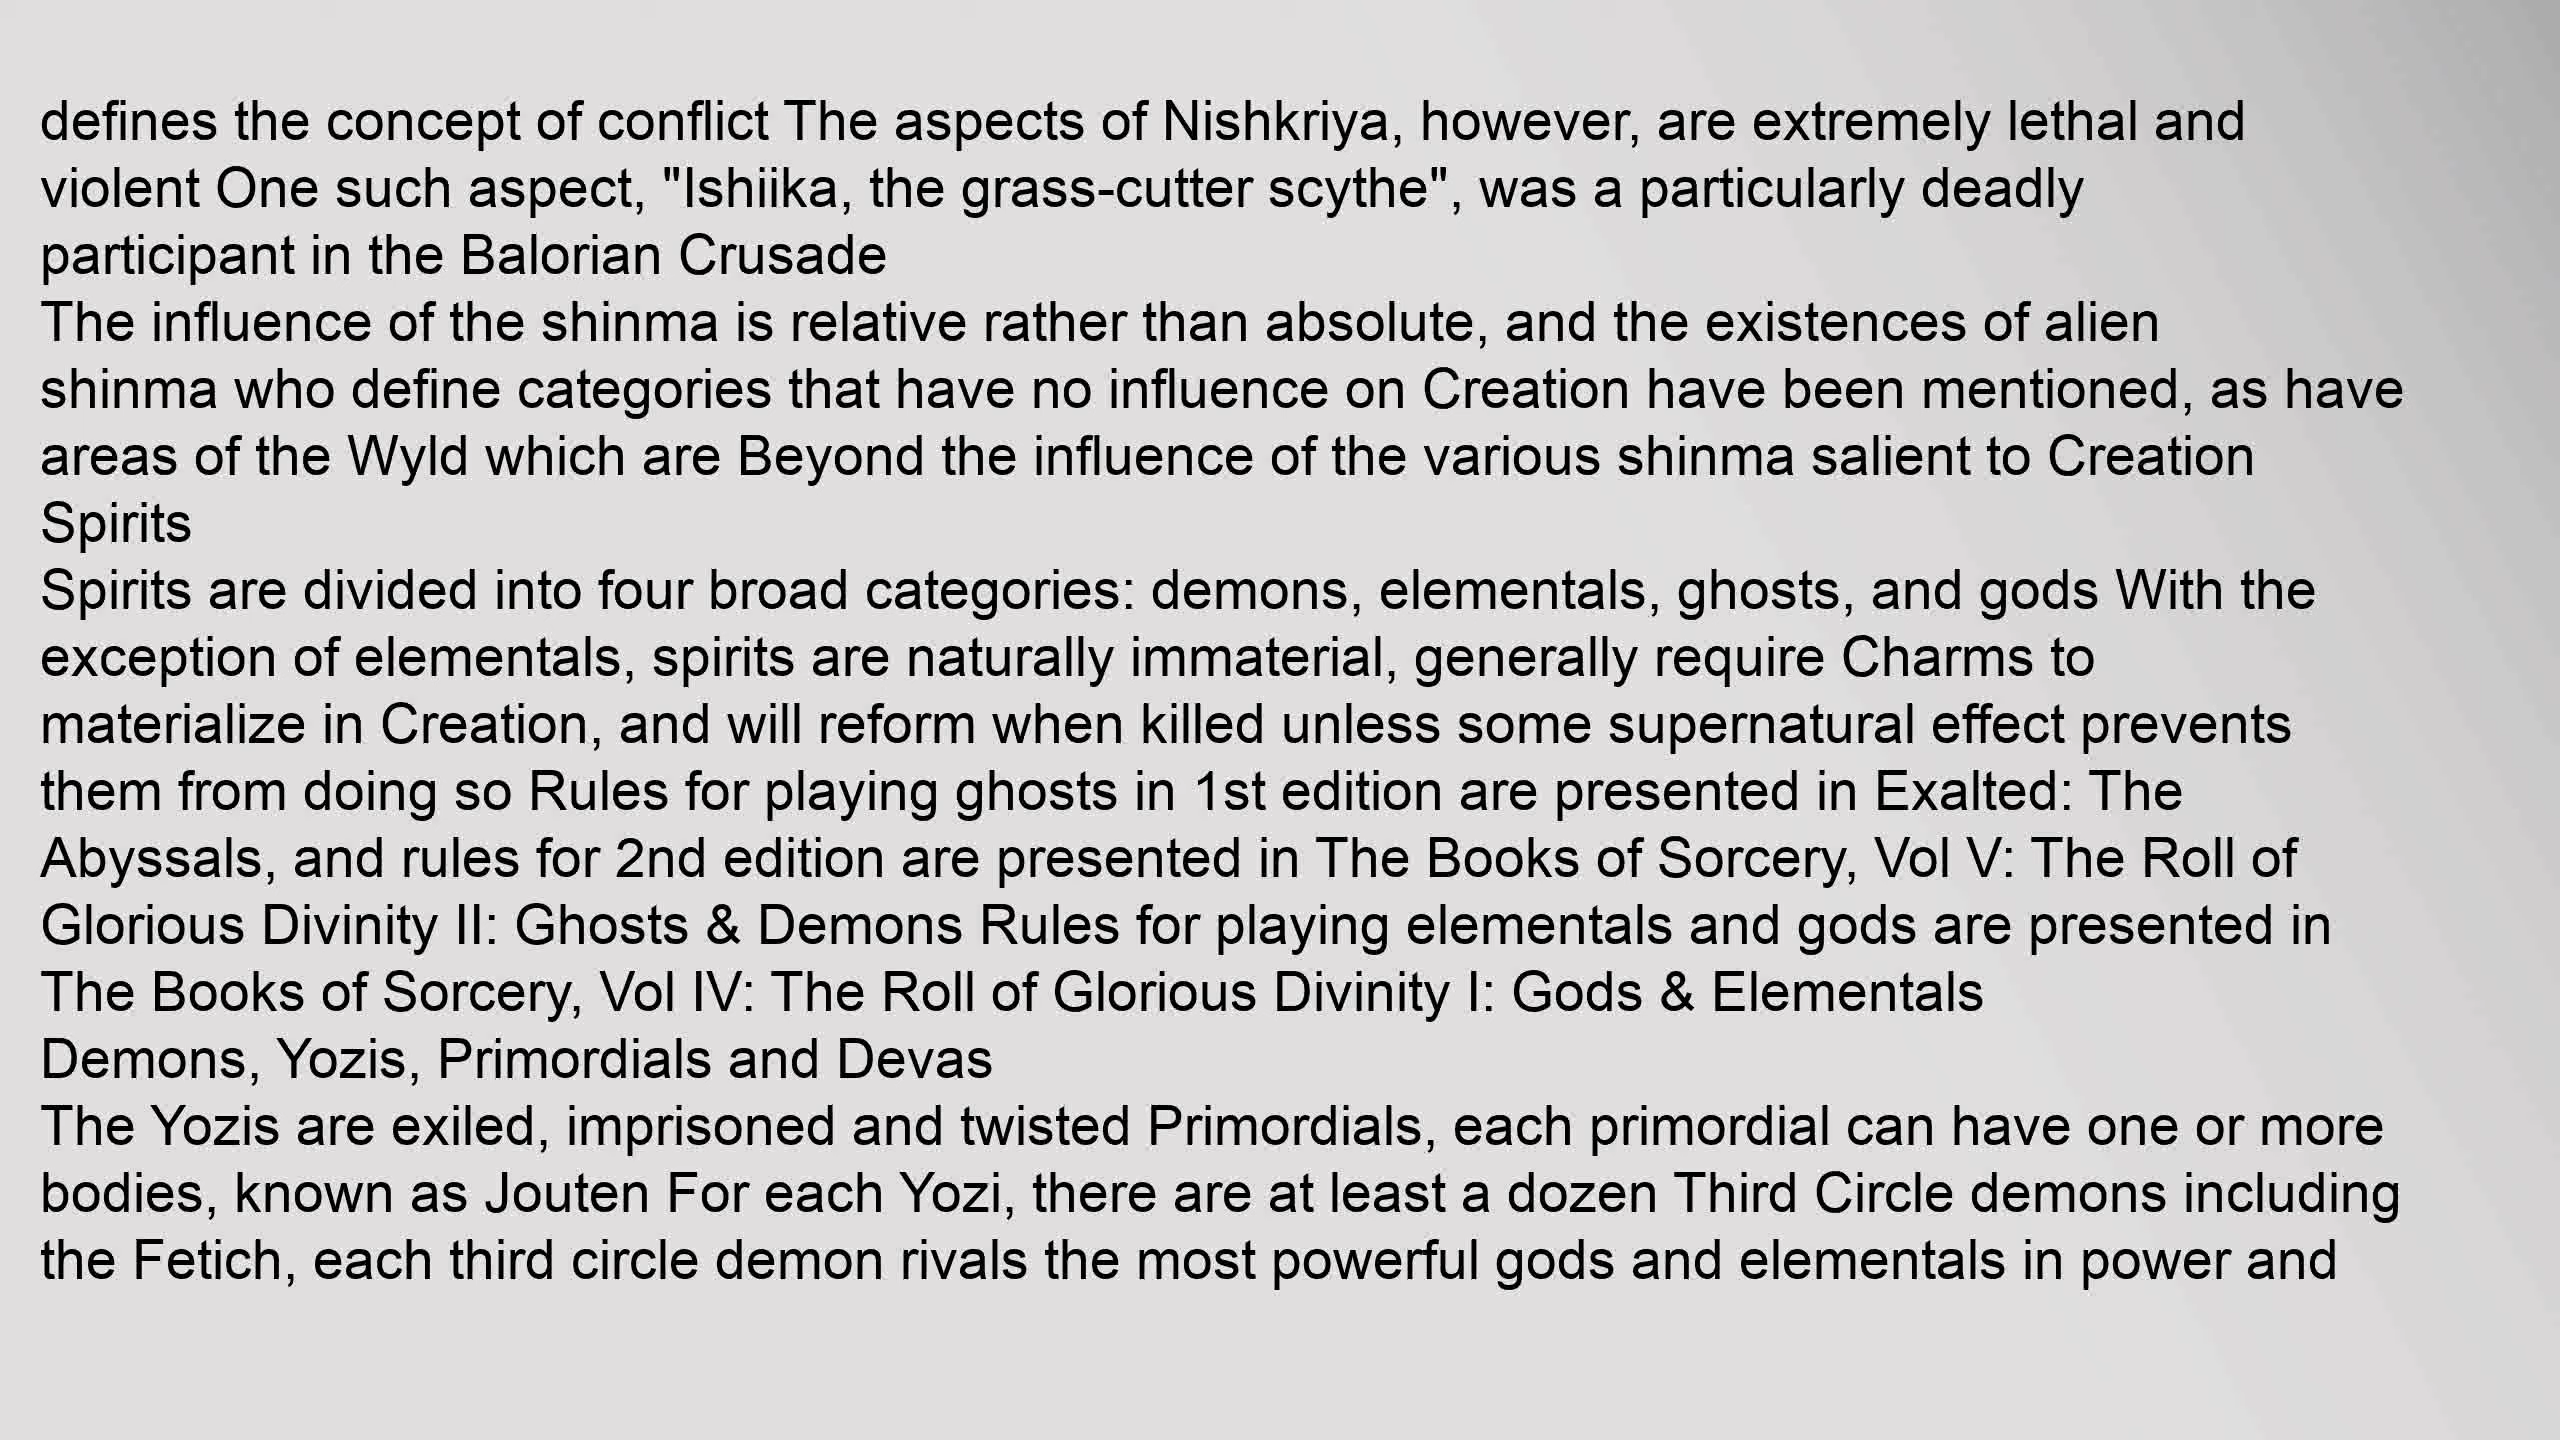 defines the concept of conflict The aspects of Nishkriya, however, are extremely lethal and
violent One such aspect, "Ishiika, the grass-cutter scythe", was a particularly deadly
participant in the Balorian Crusade
The influence of the shinma is relative rather than absolute, and the existences of alien
shinma who define categories that have no influence on Creation have been mentioned, as have
areas of the Wyld which are Beyond the influence of the various shinma salient to Creation
Spirits
Spirits are divided into four broad categories: demons, elementals, ghosts, and gods With the
exception of elementals, spirits are naturally immaterial, generally require Charms to
materialize in Creation, and will reform when killed unless some supernatural effect prevents
them from doing so Rules for playing ghosts in 1st edition are presented in Exalted: The
Abyssals, and rules for 2nd edition are presented in The Books of Sorcery, Vol V: The Roll of
Glorious Divinity II: Ghosts & Demons Rules for playing elementals and gods are presented in
The Books of Sorcery, Vol IV: The Roll of Glorious Divinity I: Gods & Elementals
Demons, Yozis, Primordials and Devas
The Yozis are exiled, imprisoned and twisted Primordials, each primordial can have one or more
bodies, known as Jouten For each Yozi, there are at least a dozen Third Circle demons including
the Fetich, each third circle demon rivals the most powerful gods and elementals in power and